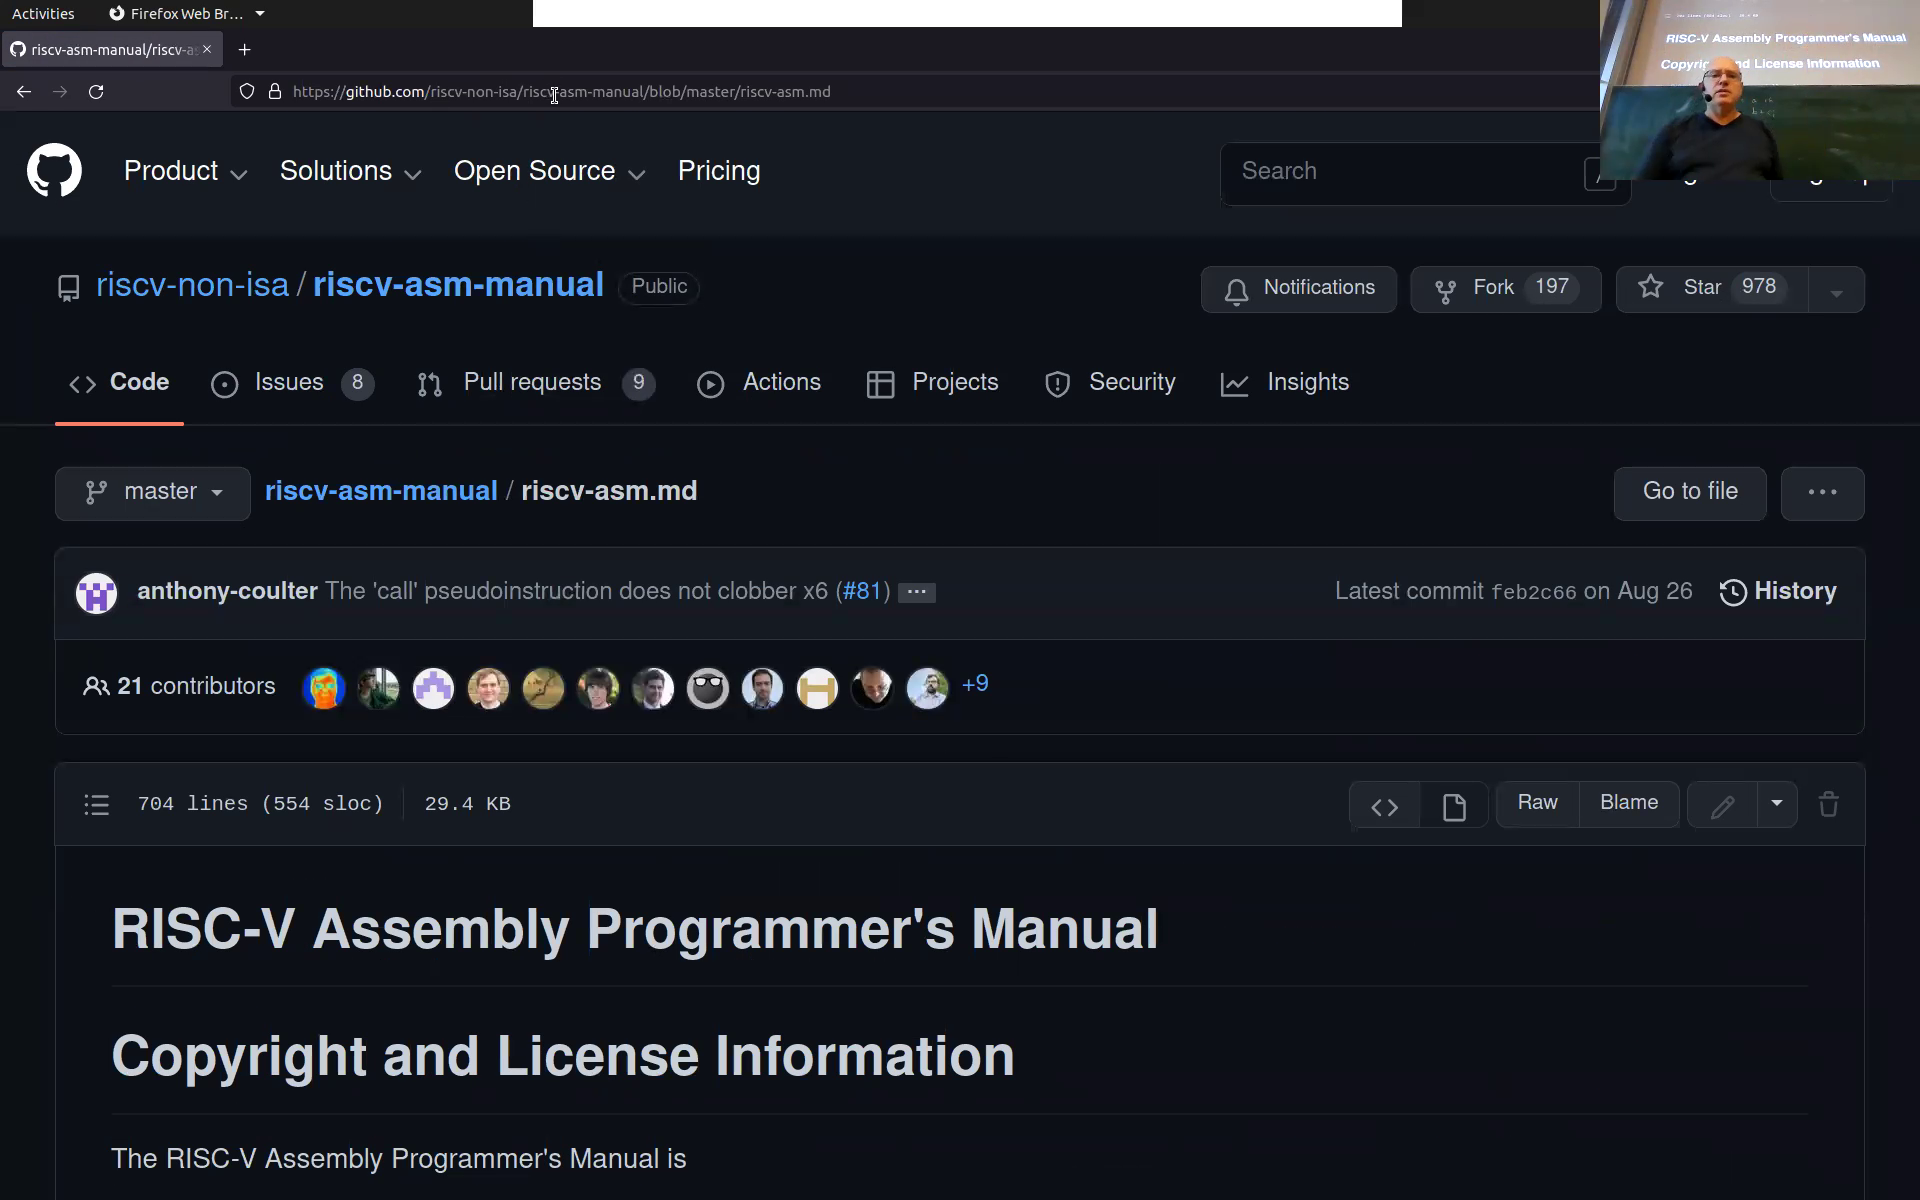 Activities
Firefox Web Br...
riscv-asm-manual/riscv-as
https://github.com/riscv-non-isa/riscv-asm-manual/blob/master/riscv-asm.md
RISC-V Assembly Programmer's Manual
Copyright and License Information
Product
Solutions
Open Source
Pricing
Search
/
riscv-non-isa / riscv-asm-manual
Public
Notifications
Fork 197
Star 978
Code
Issues 8
Pull requests 9
Actions
Projects
Security
Insights
master
riscv-asm-manual / riscv-asm.md
Go to file
...
anthony-coulter The 'call' pseudoinstruction does not clobber x6 (#81) ...
Latest commit feb2c66 on Aug 26
History
21 contributors
+9
704 lines (554 sloc)
29.4 KB
Raw
Blame
RISC-V Assembly Programmer's Manual
Copyright and License Information
The RISC-V Assembly Programmer's Manual is